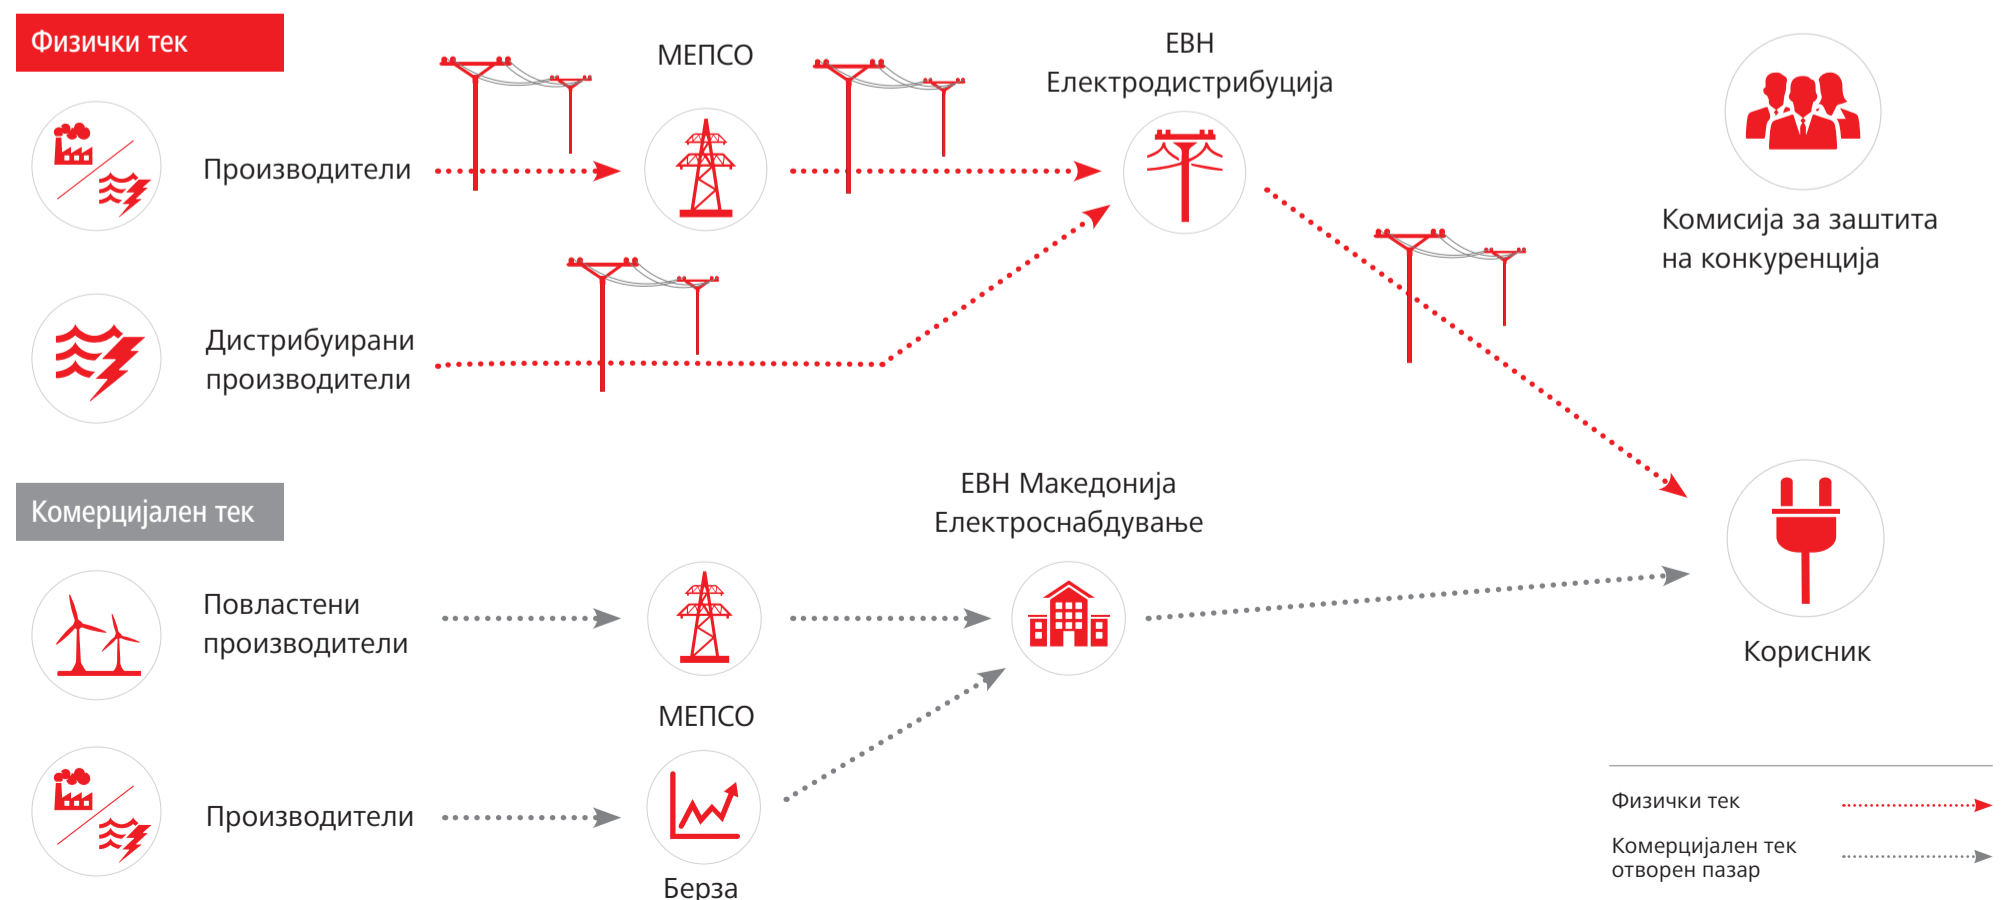 Физички тек
МЕПСО
ЕВН
Електродистрибуција
Производители
Комисија за заштита
на конкуренција
Дистрибуирани
производители
ЕВН Македонија
Електроснабдување
Комерцијален тек
Повластени
производители
Корисник
МЕПСО
Производители
Берза
Физички тек
Комерцијален тек
отворен пазар